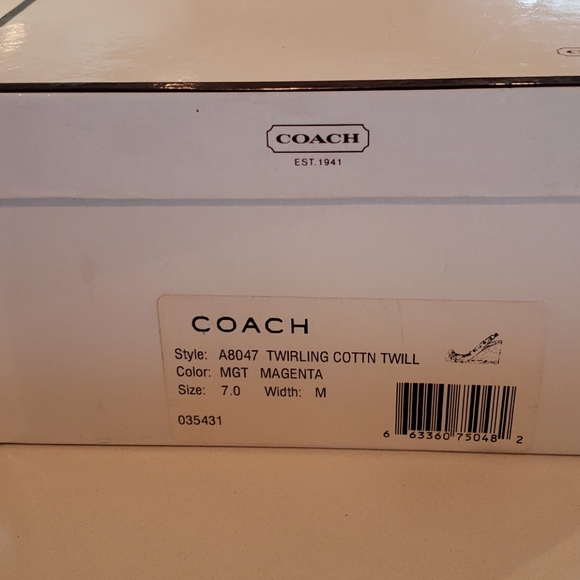 COACH
EST.1941
COACH
Style: A8047 TWIRLING COTTN TWILL
Color: MGT MAGENTA
Size: 7.0 Width: M
035431
6 63360 75048 2